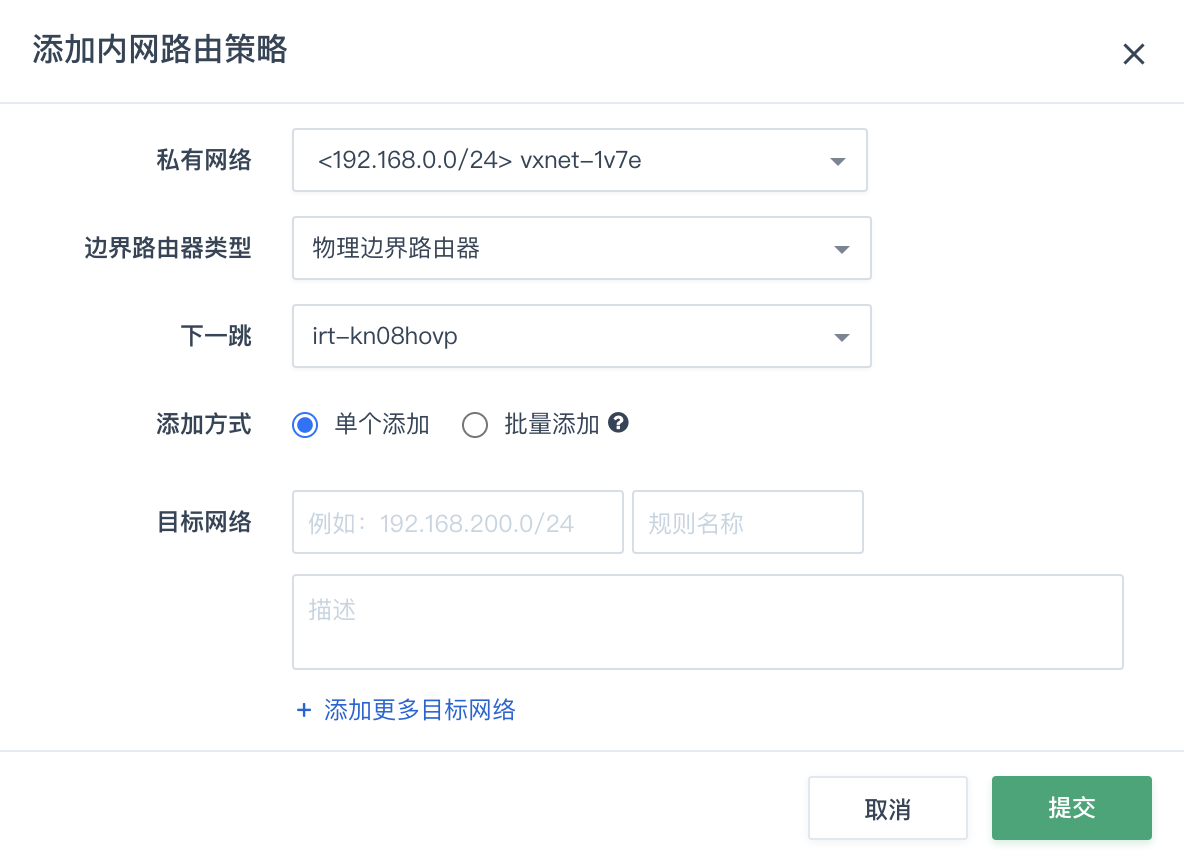 添加内网路由策略
私有网络 <192.168.0.0/24> vxnet-1v7e
边界路由器类型 物理边界路由器
下一跳 irt-kn08hovp
添加方式 单个添加 批量添加 ?
目标网络 例如：192.168.200.0/24 规则名称
描述
+ 添加更多目标网络
取消 提交